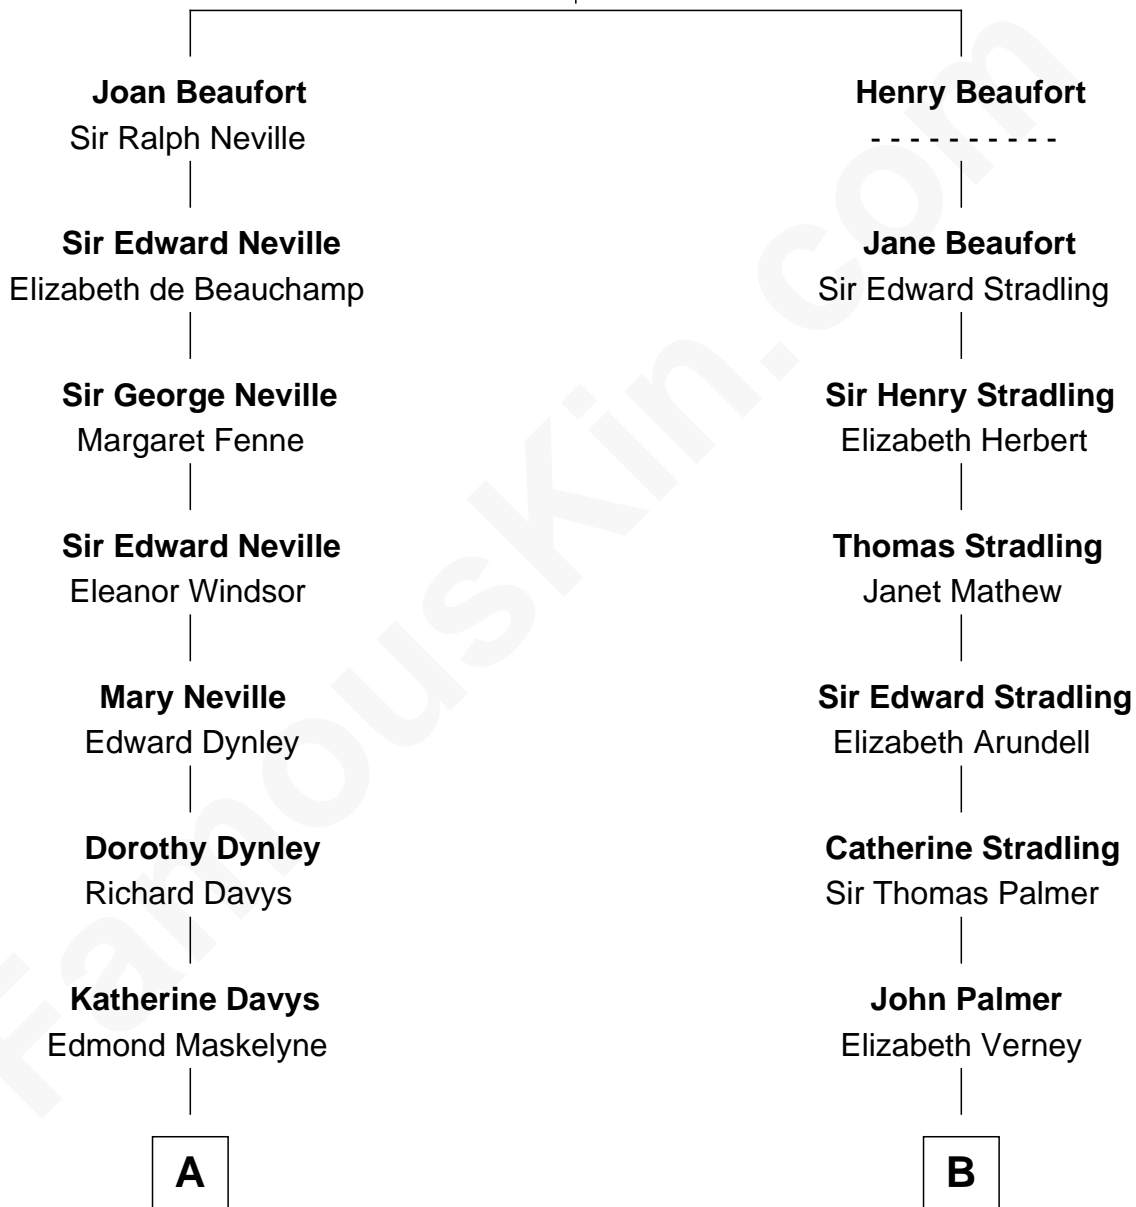 Joan Beaufort
Sir Ralph Neville
Sir Edward Neville
Elizabeth de Beauchamp
Sir George Neville
Margaret Fenne
Sir Edward Neville
Eleanor Windsor
Mary Neville
Edward Dynley
Dorothy Dynley
Richard Davys
Katherine Davys
Edmond Maskelyne
A
Henry Beaufort
- - - - - - - - - -
Jane Beaufort
Sir Edward Stradling
Sir Henry Stradling
Elizabeth Herbert
Thomas Stradling
Janet Mathew
Sir Edward Stradling
Elizabeth Arundell
Catherine Stradling
Sir Thomas Palmer
John Palmer
Elizabeth Verney
B
FamousKin.com